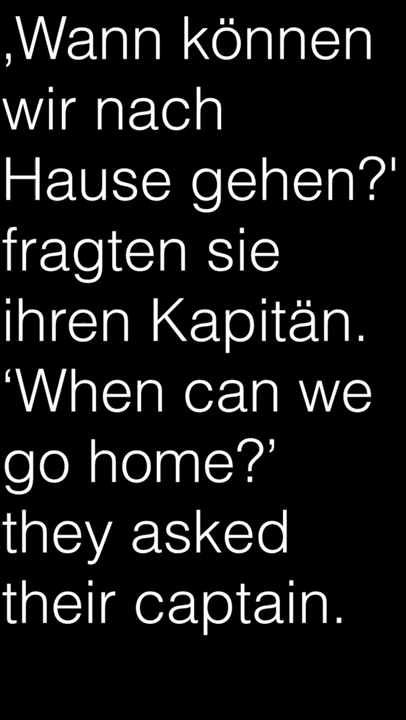 ‚Wann können
wir nach
Hause gehen?'
fragten sie
ihren Kapitän.
‘When can we
go home?’
they asked
their captain.